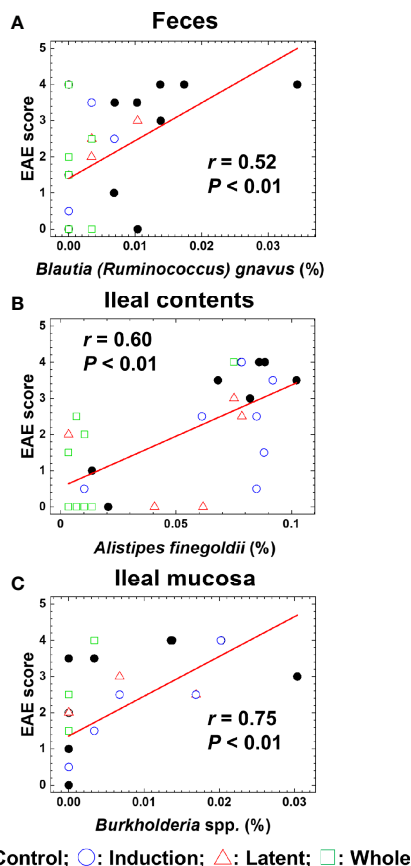 A
Feces
EAE score
5
4
3
2
1
0
r = 0.52
P < 0.01
0.00
0.01
0.02
0.03
Blautia (Ruminococcus) gnavus (%)
B
Ileal contents
EAE score
5
4
3
2
1
0
r = 0.60
P < 0.01
0
0.05
0.1
Alistipes finegoldii (%)
C
Ileal mucosa
EAE score
5
4
3
2
1
0
r = 0.75
P < 0.01
0.00
0.01
0.02
0.03
Burkholderia spp. (%)
Control; ○: Induction; △: Latent; □: Whole